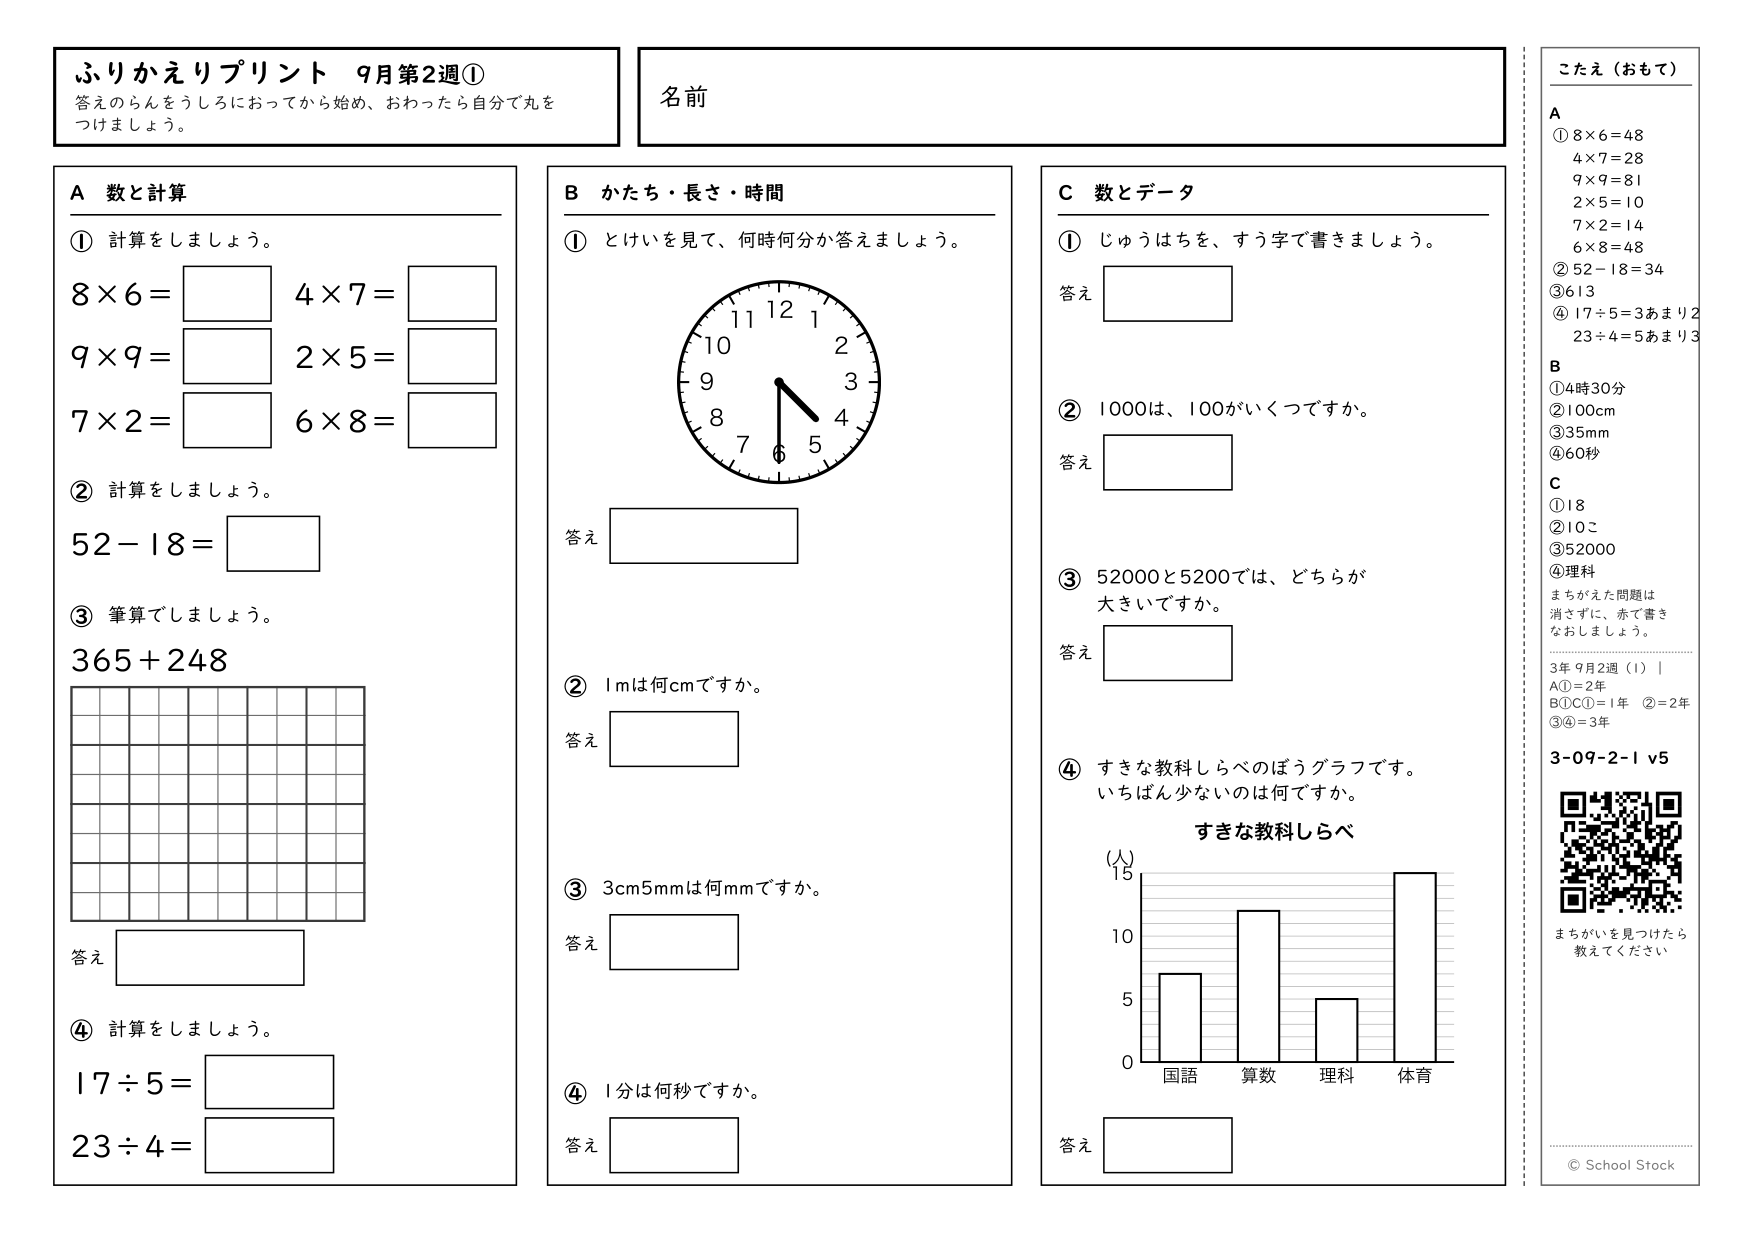 ふりかえりプリント　9月第2週①
答えのらんをうしろにおってから始め、おわったら自分で丸を
つけましょう。
名前
A　数と計算
① 計算をしましょう。
8×6＝　4×7＝
9×9＝　2×5＝
7×2＝　6×8＝
② 計算をしましょう。
52－18＝
③ 筆算でしましょう。
365＋248
答え
④ 計算をしましょう。
17÷5＝
23÷4＝
B　かたち・長さ・時間
① とけいを見て、何時何分か答えましょう。
12
11 1
10 2
9 3
8 4
7 5
6
答え
② 1mは何cmですか。
答え
③ 3cm5mmは何mmですか。
答え
④ 1分は何秒ですか。
答え
C　数とデータ
① じゅうはちを、すう字で書きましょう。
答え
② 1000は、100がいくつですか。
答え
③ 52000と5200では、どちらが
大きいですか。
答え
④ すきな教科しらべのぼうグラフです。
いちばん少ないのは何ですか。
すきな教科しらべ
(人)
15
10
5
0
国語 算数 理科 体育
答え
こたえ（おもて）
A
① 8×6＝48
4×7＝28
9×9＝81
2×5＝10
7×2＝14
6×8＝48
② 52－18＝34
③613
④ 17÷5＝3あまり2
23÷4＝5あまり3
B
①4時30分
②100cm
③35mm
④60秒
C
①18
②10こ
③52000
④理科
まちがえた問題は
消さずに、赤で書き
なおしましょう。
3年 9月2週（1）｜
A①＝2年
B①C①＝1年　②＝2年
③④＝3年
3-09-2-1 v5
まちがいを見つけたら
教えてください
© School Stock